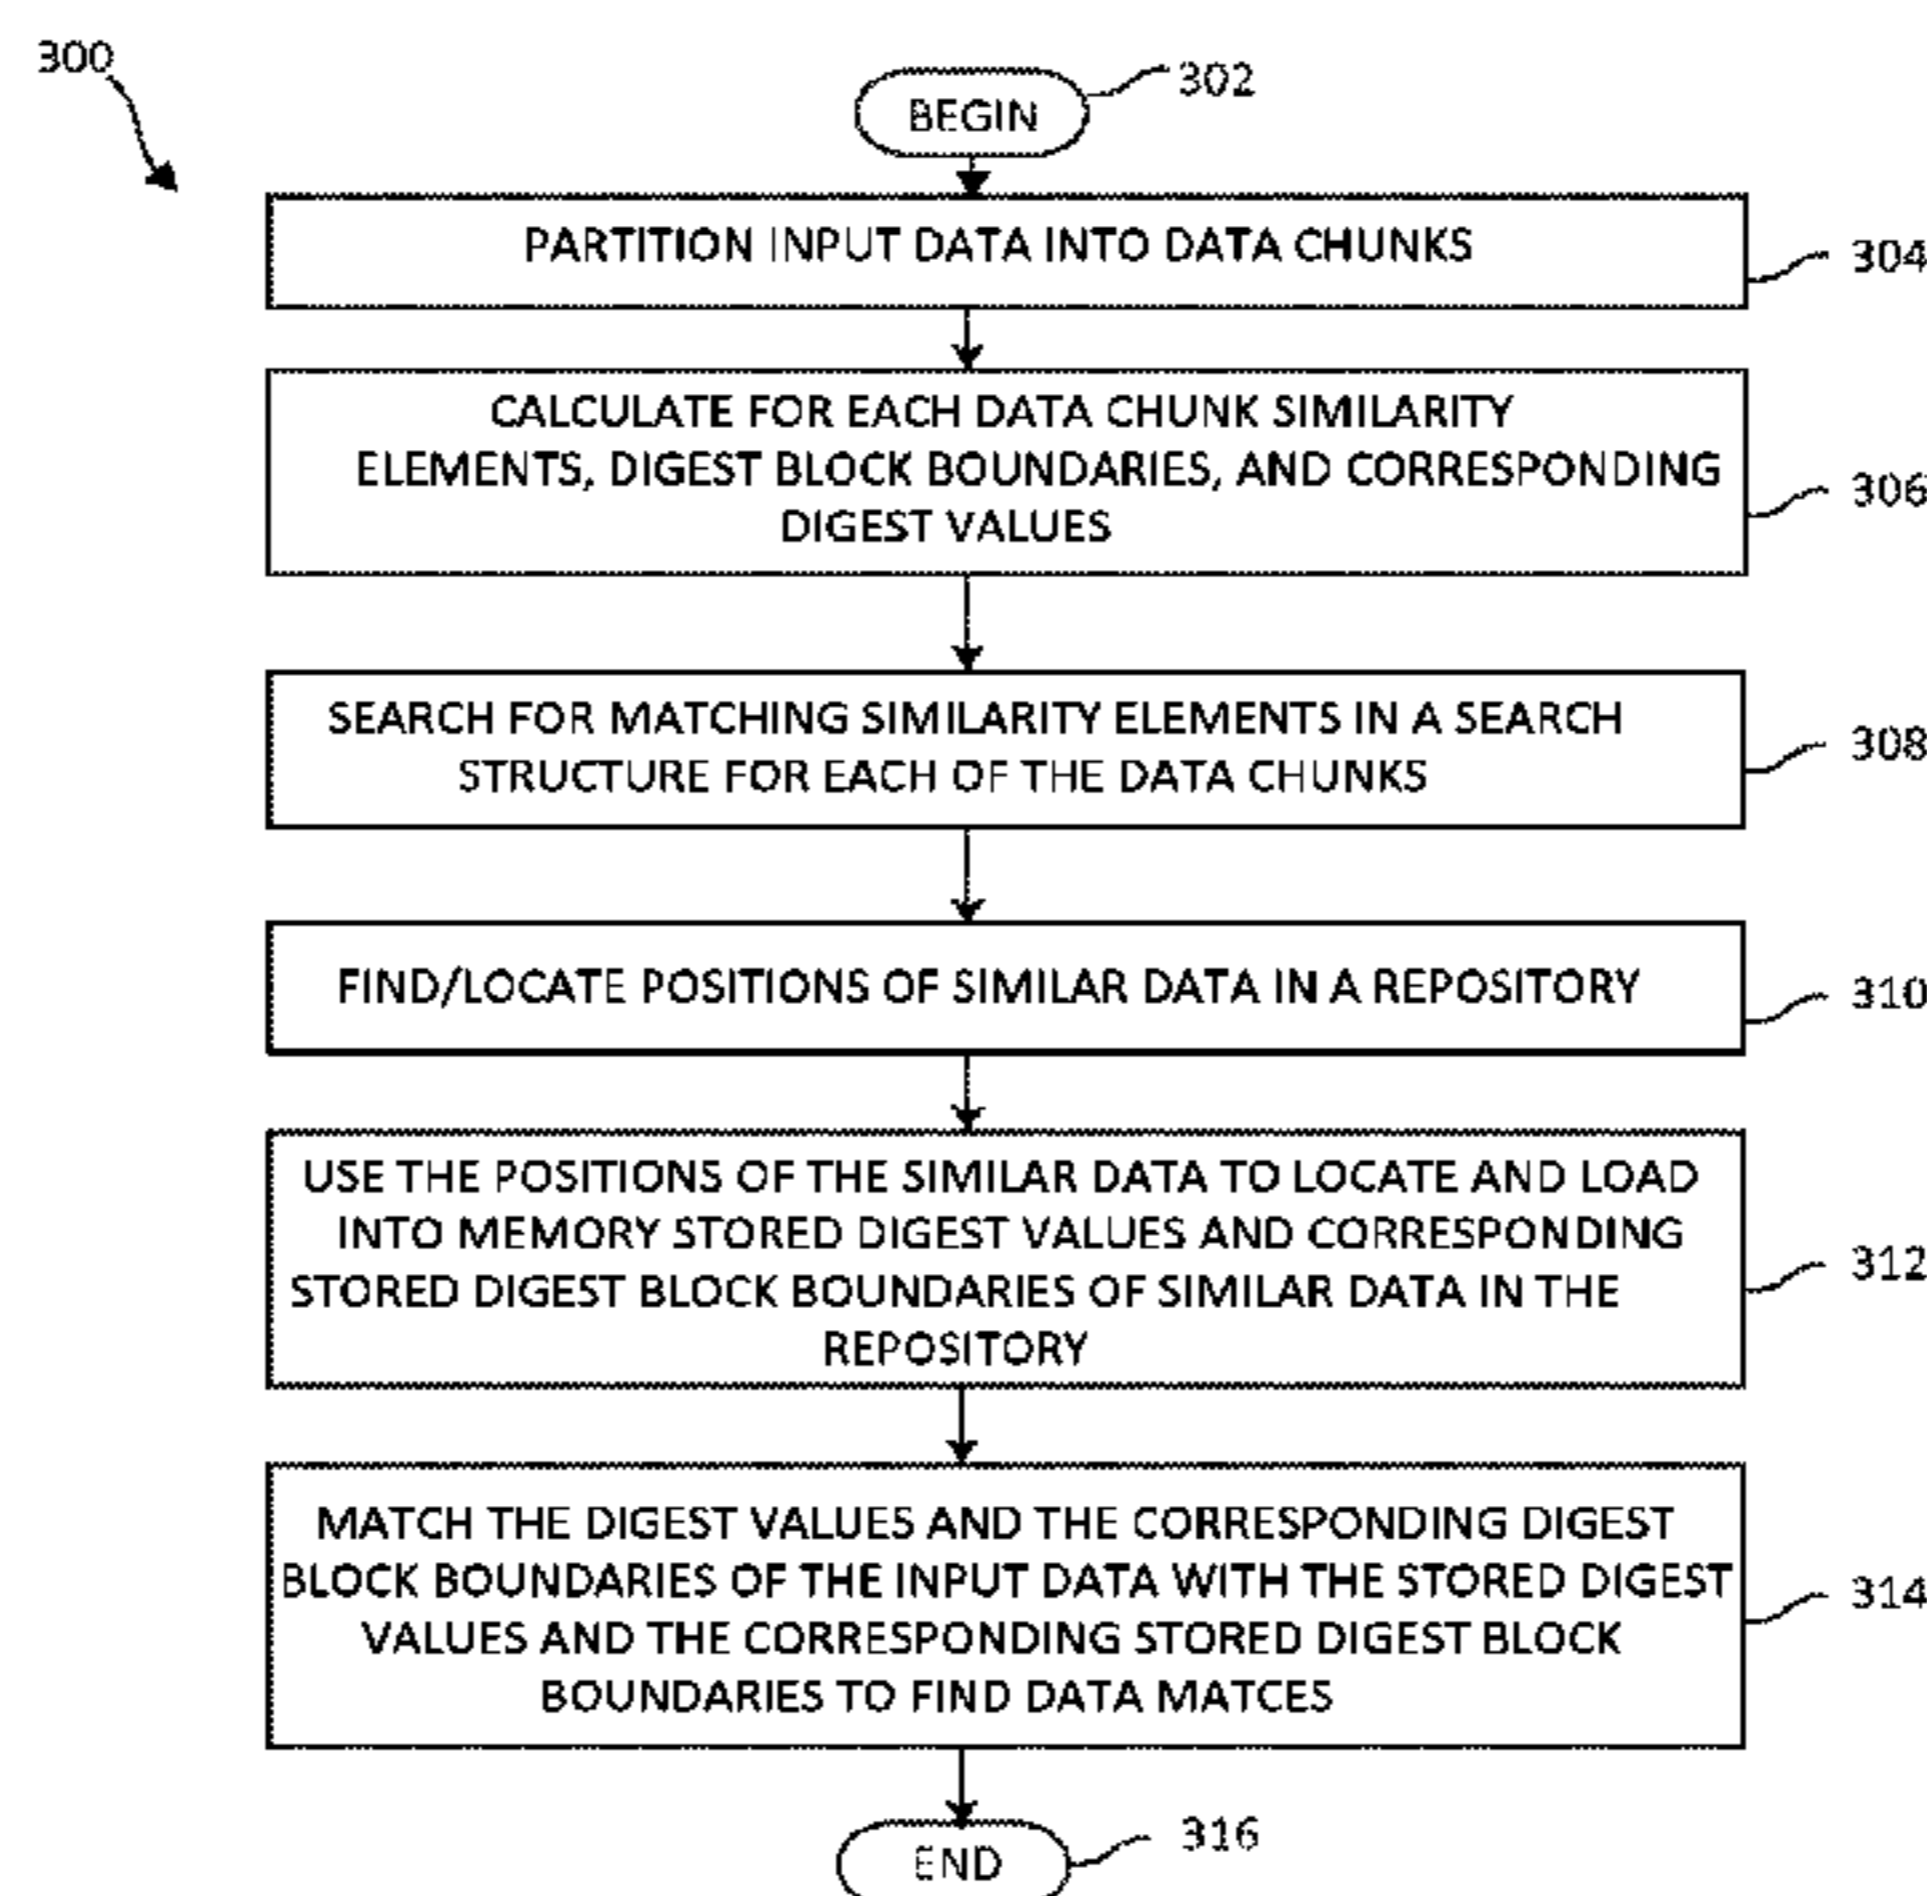 300
302
BEGIN
PARTITION INPUT DATA INTO DATA CHUNKS
304
CALCULATE FOR EACH DATA CHUNK SIMILARITY
ELEMENTS, DIGEST BLOCK BOUNDARIES, AND CORRESPONDING
DIGEST VALUES
306
SEARCH FOR MATCHING SIMILARITY ELEMENTS IN A SEARCH
STRUCTURE FOR EACH OF THE DATA CHUNKS
308
FIND/LOCATE POSITIONS OF SIMILAR DATA IN A REPOSITORY
310
USE THE POSITIONS OF THE SIMILAR DATA TO LOCATE AND LOAD
INTO MEMORY STORED DIGEST VALUES AND CORRESPONDING
STORED DIGEST BLOCK BOUNDARIES OF SIMILAR DATA IN THE
REPOSITORY
312
MATCH THE DIGEST VALUES AND THE CORRESPONDING DIGEST
BLOCK BOUNDARIES OF THE INPUT DATA WITH THE STORED DIGEST
VALUES AND THE CORRESPONDING STORED DIGEST BLOCK
BOUNDARIES TO FIND DATA MATCES
314
END
316